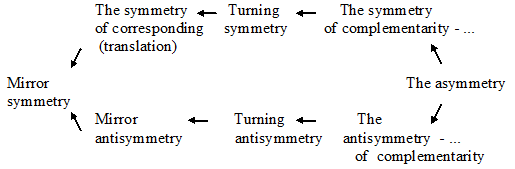 The symmetry
of corresponding
(translation)
Turning
symmetry
The symmetry
of complementarity - ...
Mirror
symmetry
The asymmetry
Mirror
antisymmetry
Turning
antisymmetry
The
antisymmetry - ...
of complementarity